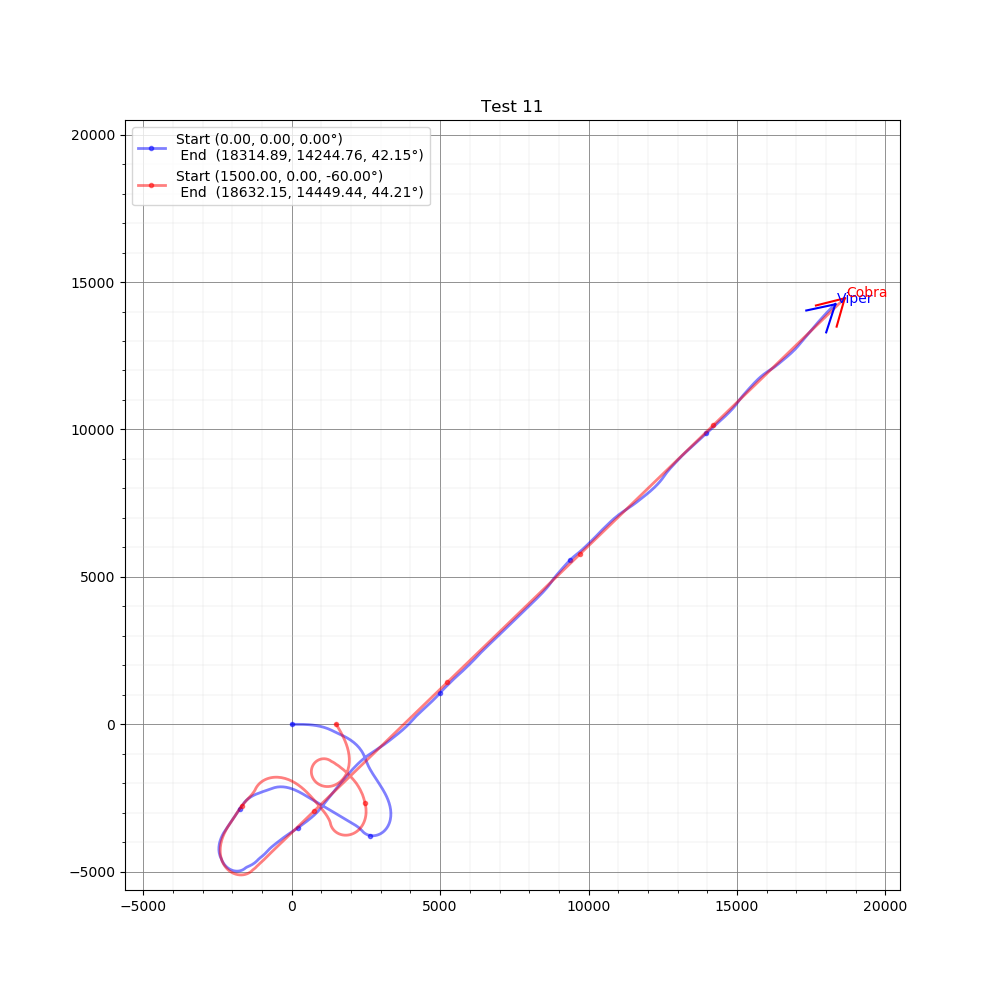 Test 11
Start (0.00, 0.00, 0.00°)
End  (18314.89, 14244.76, 42.15°)
Start (1500.00, 0.00, -60.00°)
End  (18632.15, 14449.44, 44.21°)
20000
15000
10000
5000
0
−5000
Cobra
Viper
−5000 0 5000 10000 15000 20000